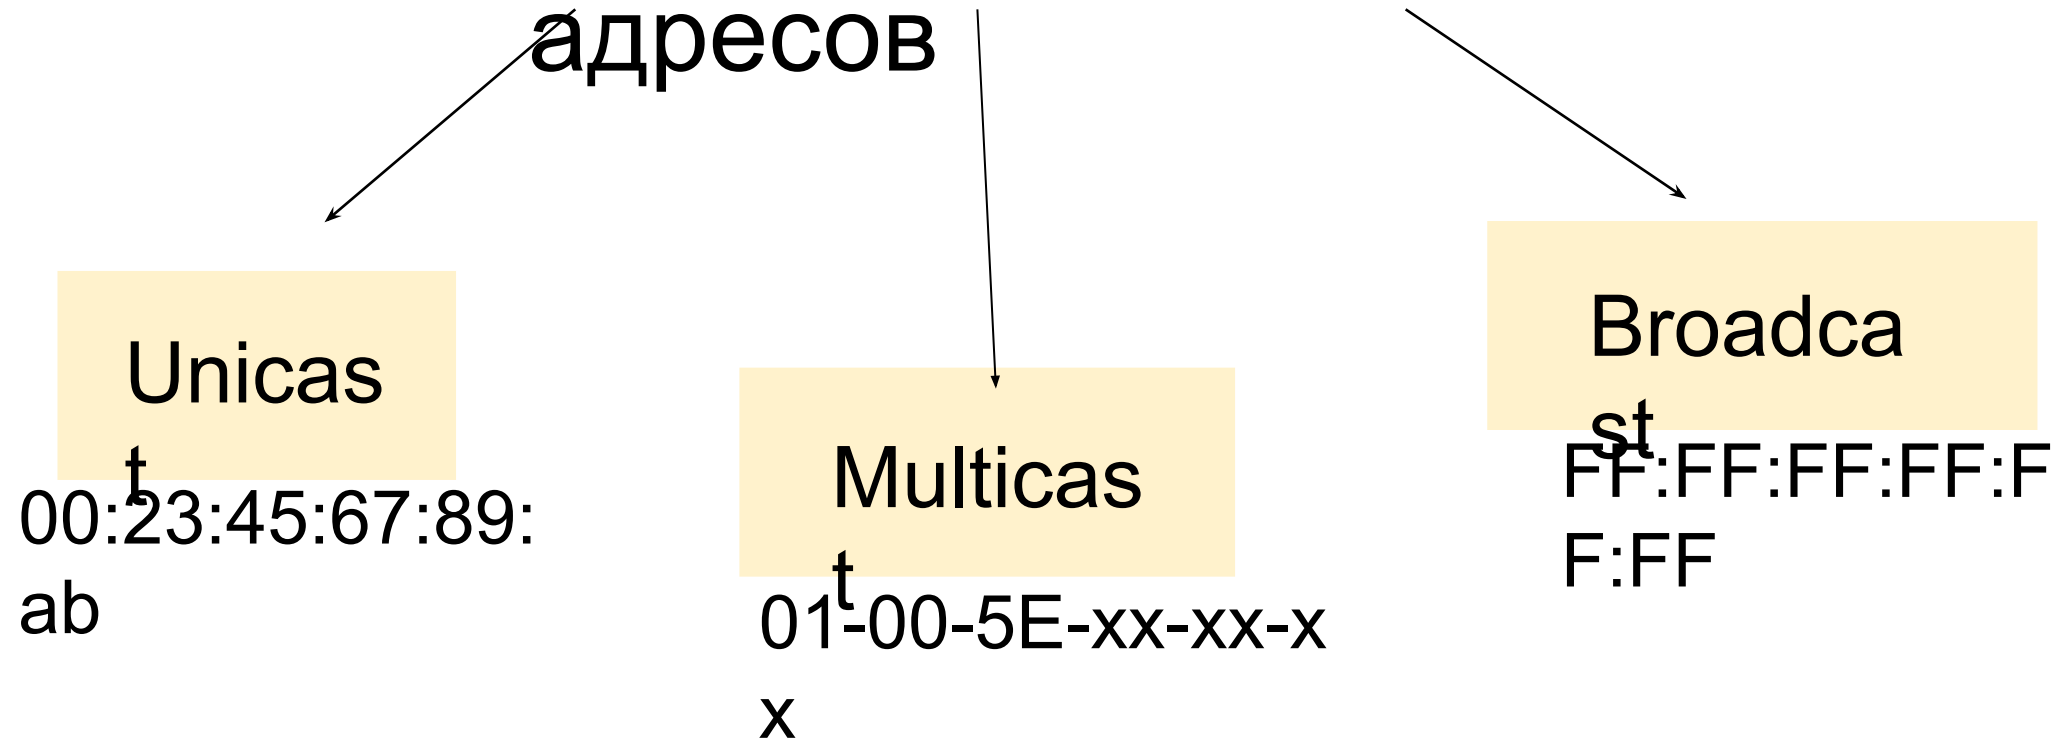 адресов
Unicas
t
00:23:45:67:89:
ab
Multicas
t
01-00-5E-xx-xx-x
x
Broadca
st
FF:FF:FF:FF:F
F:FF